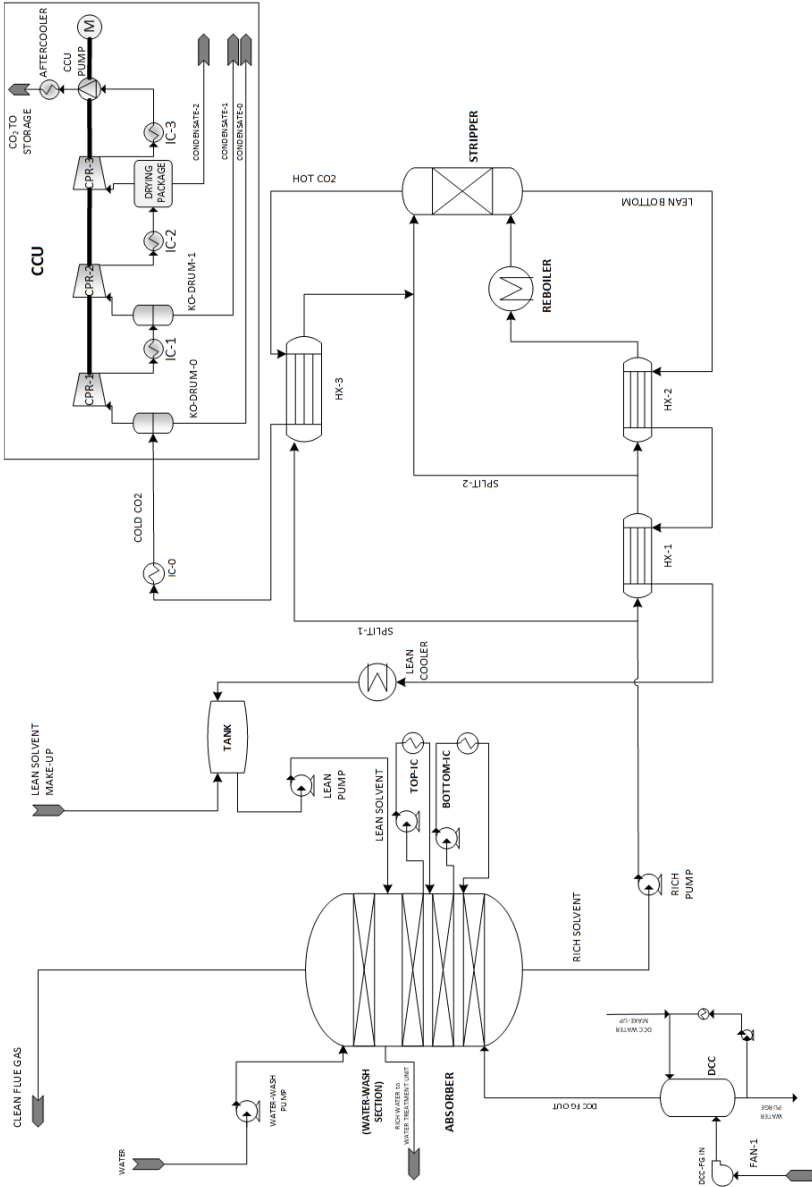 CO₂ TO
STORAGE
AFTERCOOLER
CCU
PUMP
M
CCU
CPR-1
CPR-2
CPR-3
IC-1
IC-2
IC-3
DRYING
PACKAGE
KO-DRUM-0
KO-DRUM-1
CONDENSATE-2
CONDENSATE-1
CONDENSATE-0
COLD CO2
IC-0
HOT CO2
STRIPPER
LEAN BOTTOM
REBOILER
HX-3
HX-2
HX-1
SPLIT-2
SPLIT-1
LEAN
COOLER
LEAN SOLVENT
MAKE-UP
TANK
LEAN
PUMP
LEAN SOLVENT
TOP-IC
BOTTOM-IC
RICH SOLVENT
RICH
PUMP
CLEAN FLUE GAS
WATER
WATER-WASH
PUMP
(WATER-WASH
SECTION)
RICH WATER to
WATER TREATMENT UNIT
ABSORBER
DCC FG OUT
DCC WATER
MAKE-UP
DCC
WATER
PURGE
DCC-FG IN
FAN-1